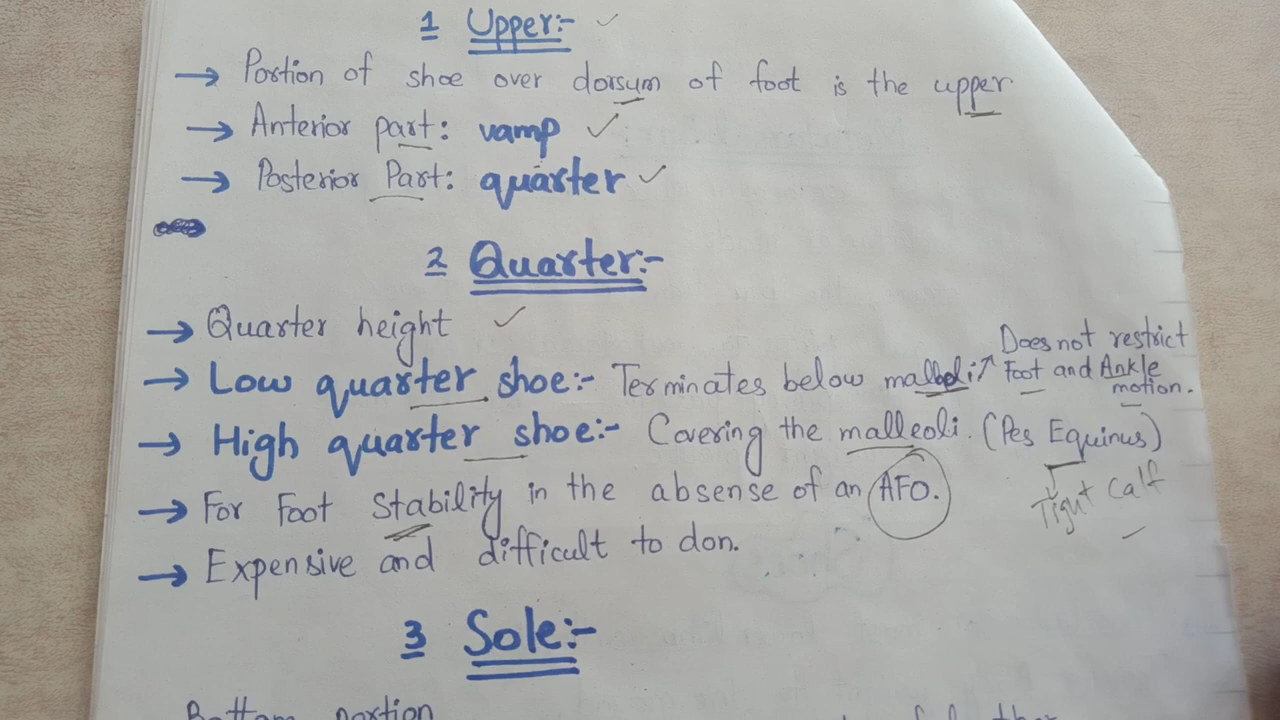 1 Upper:-
→ Portion of shoe over dorsum of foot is the upper
→ Anterior part: vamp ✓
→ Posterior Part: quarter ✓
2 Quarter:-
→ Quarter height ✓
→ Low quarter shoe:- Terminates below malleoli ↗ Does not restrict Foot and Ankle motion.
→ High quarter shoe:- Covering the malleoli. (Pes Equinus)
Tight Calf
→ For Foot Stability in the absense of an AFO.
→ Expensive and difficult to don.
3 Sole:-
Bottom portion